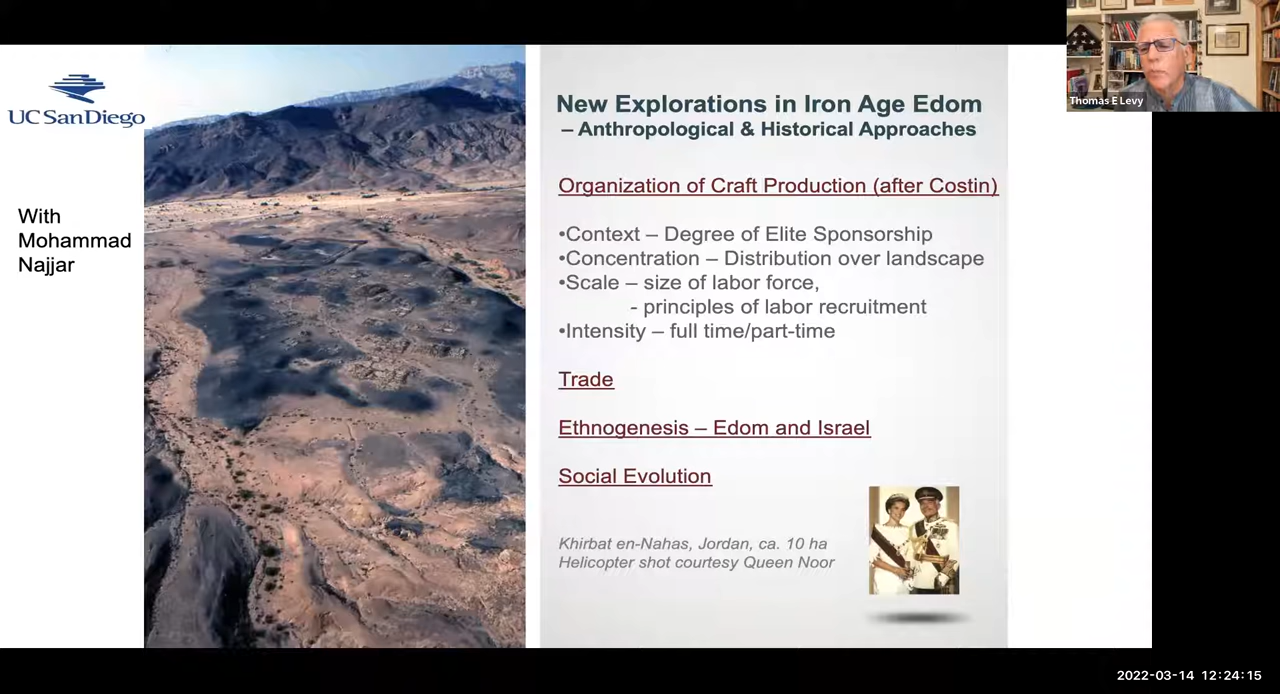 UC San Diego
With
Mohammad
Najjar
New Explorations in Iron Age Edom
– Anthropological & Historical Approaches
Organization of Craft Production (after Costin)
•Context – Degree of Elite Sponsorship
•Concentration – Distribution over landscape
•Scale – size of labor force,
- principles of labor recruitment
•Intensity – full time/part-time
Trade
Ethnogenesis – Edom and Israel
Social Evolution
Khirbat en-Nahas, Jordan, ca. 10 ha
Helicopter shot courtesy Queen Noor
Thomas E Levy
2022-03-14 12:24:15